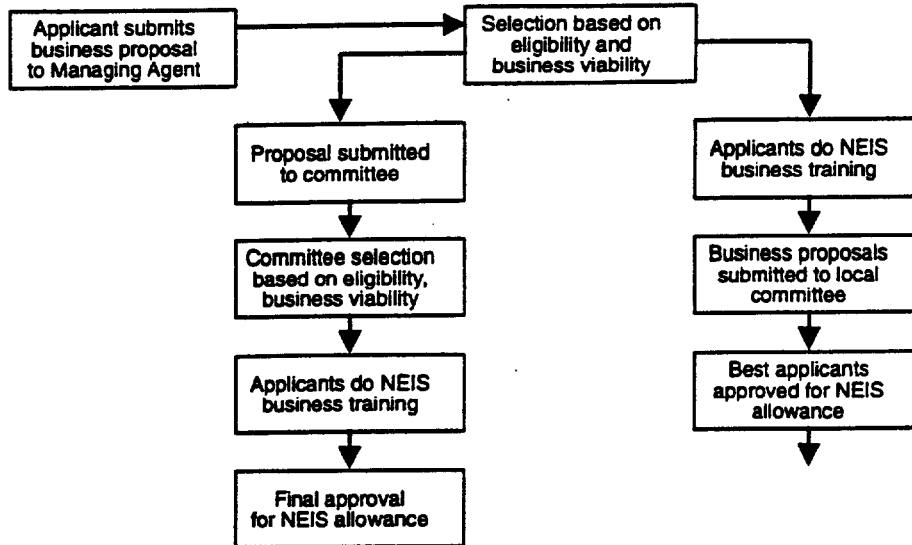 Applicant submits
business proposal
to Managing Agent
Selection based on
eligibility and
business viability
Proposal submitted
to committee
Committee selection
based on eligibility,
business viability
Applicants do NEIS
business training
Final approval
for NEIS allowance
Applicants do NEIS
business training
Business proposals
submitted to local
committee
Best applicants
approved for NEIS
allowance